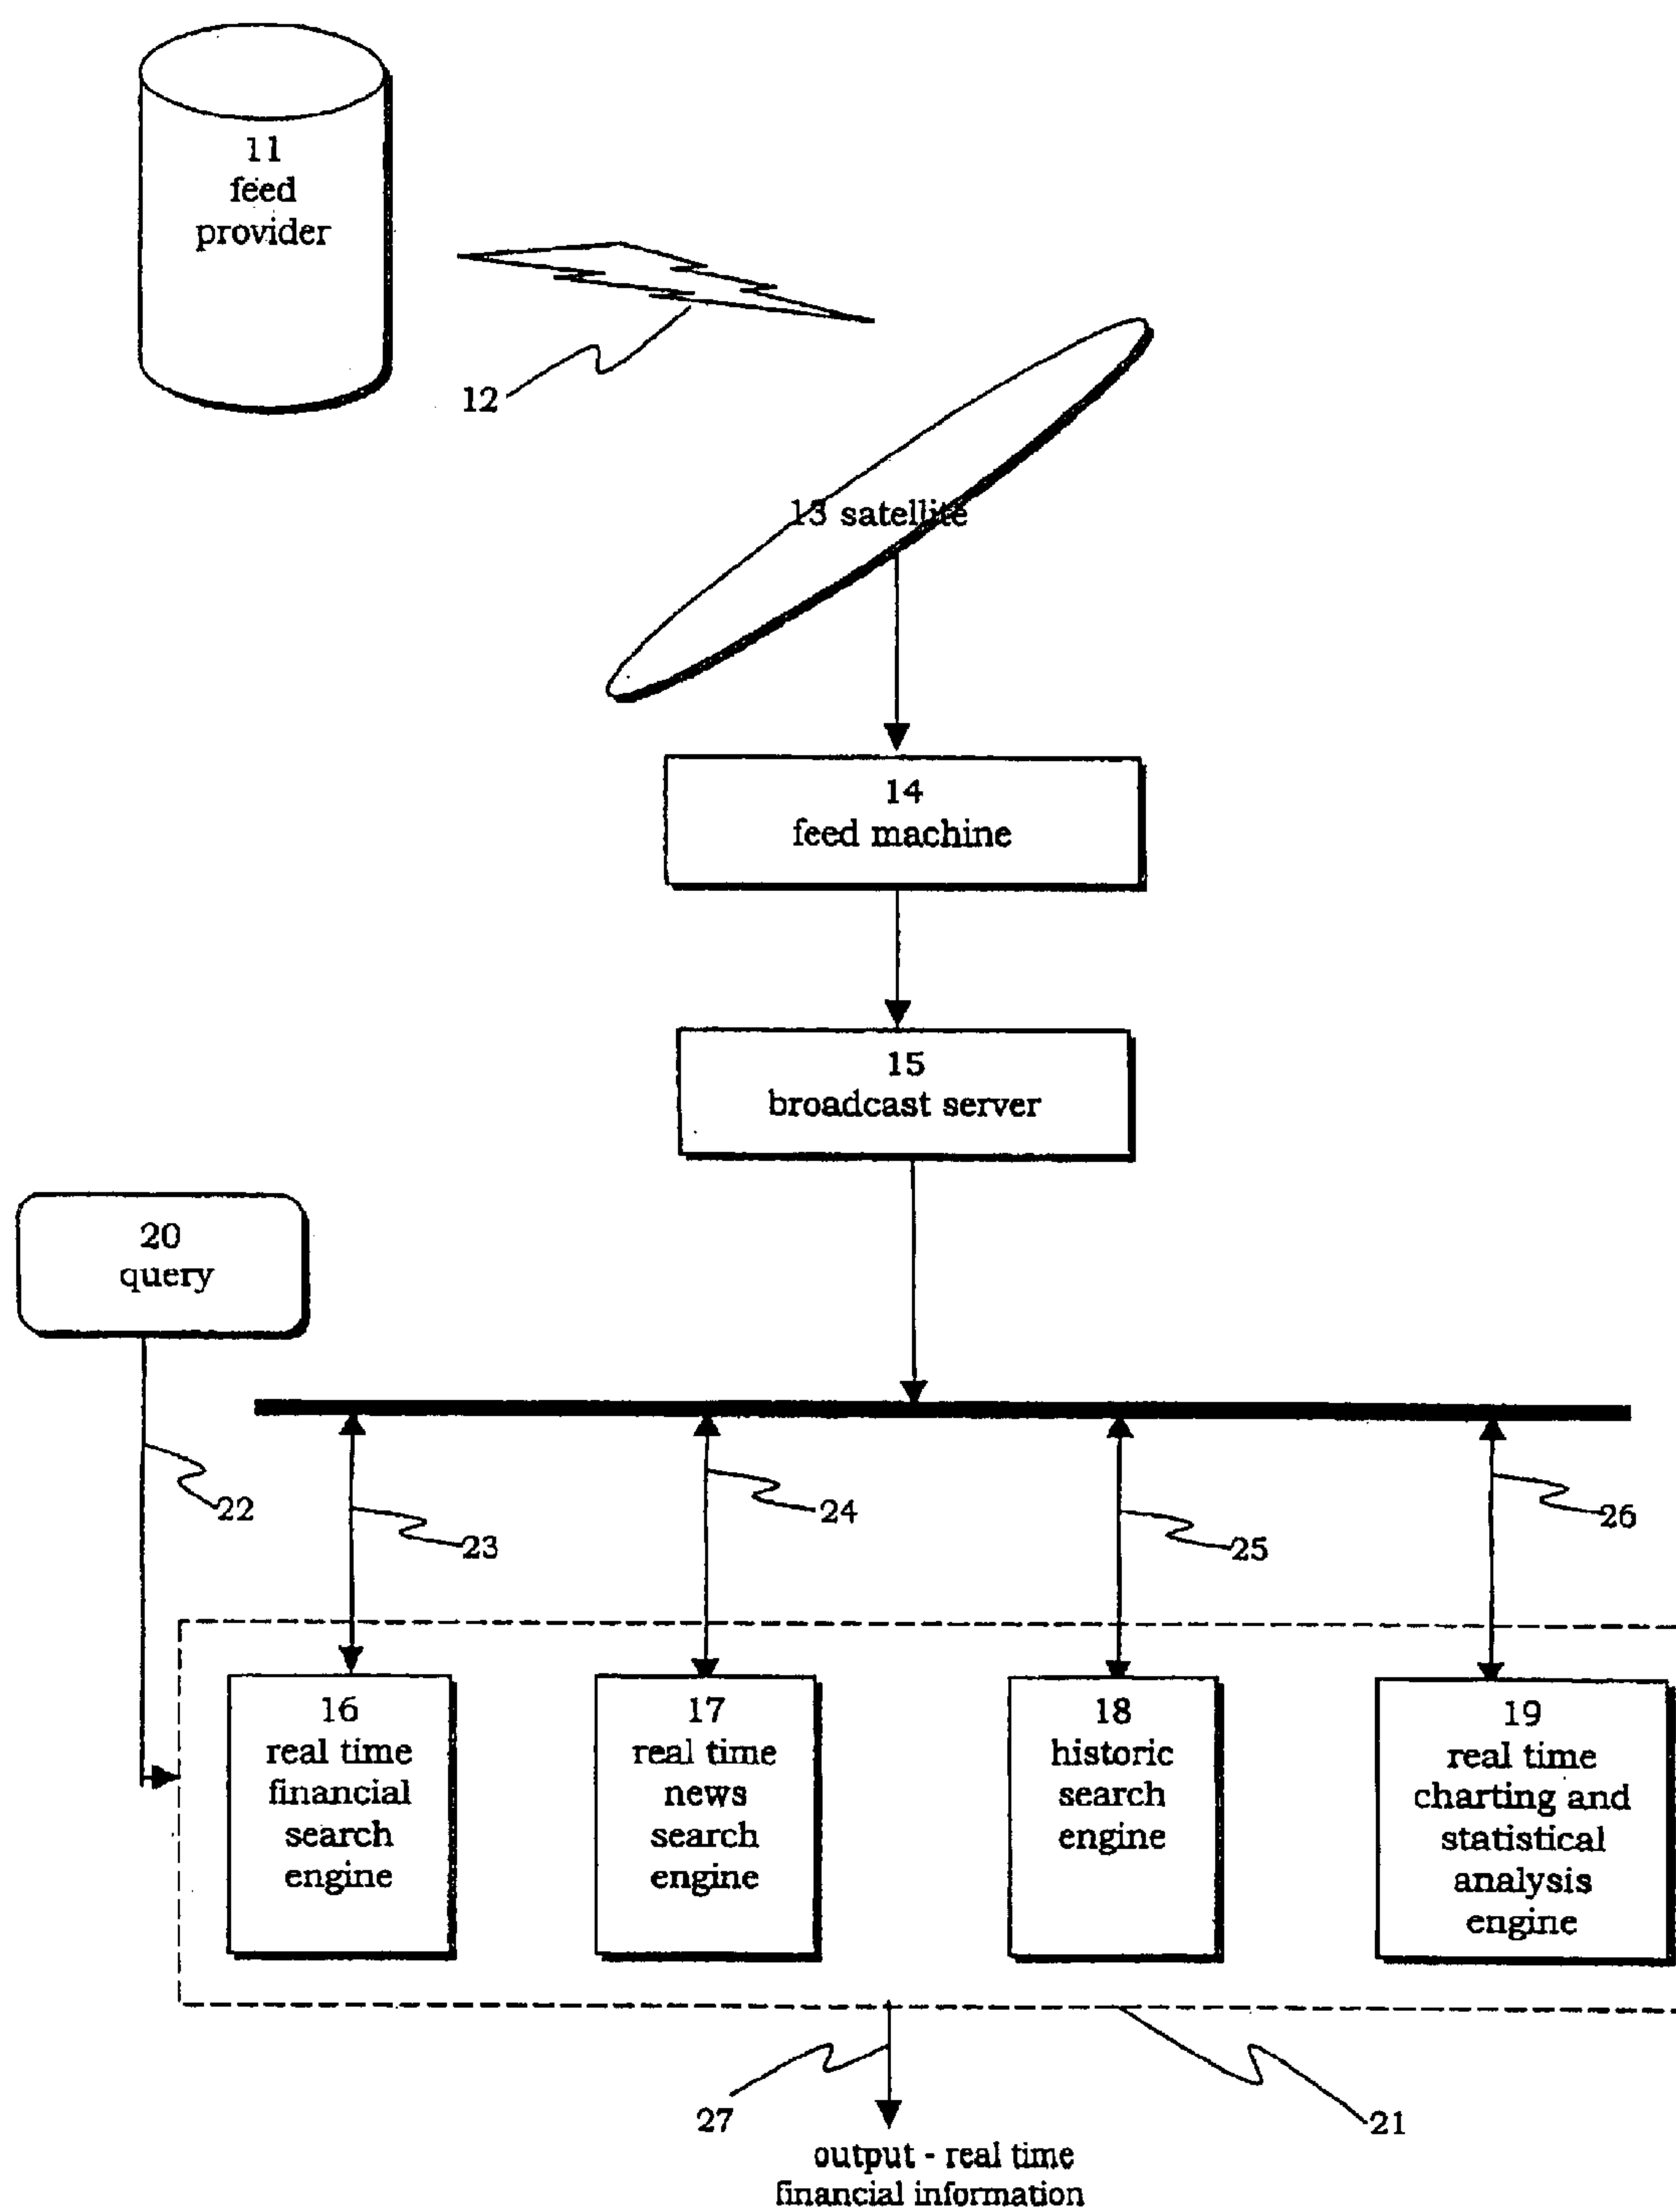 11
feed
provider
12
13 satellite
14
feed machine
15
broadcast server
20
query
22
23
24
25
26
16
real time
financial
search
engine
17
real time
news
search
engine
18
historic
search
engine
19
real time
charting and
statistical
analysis
engine
27
21
output - real time
financial information